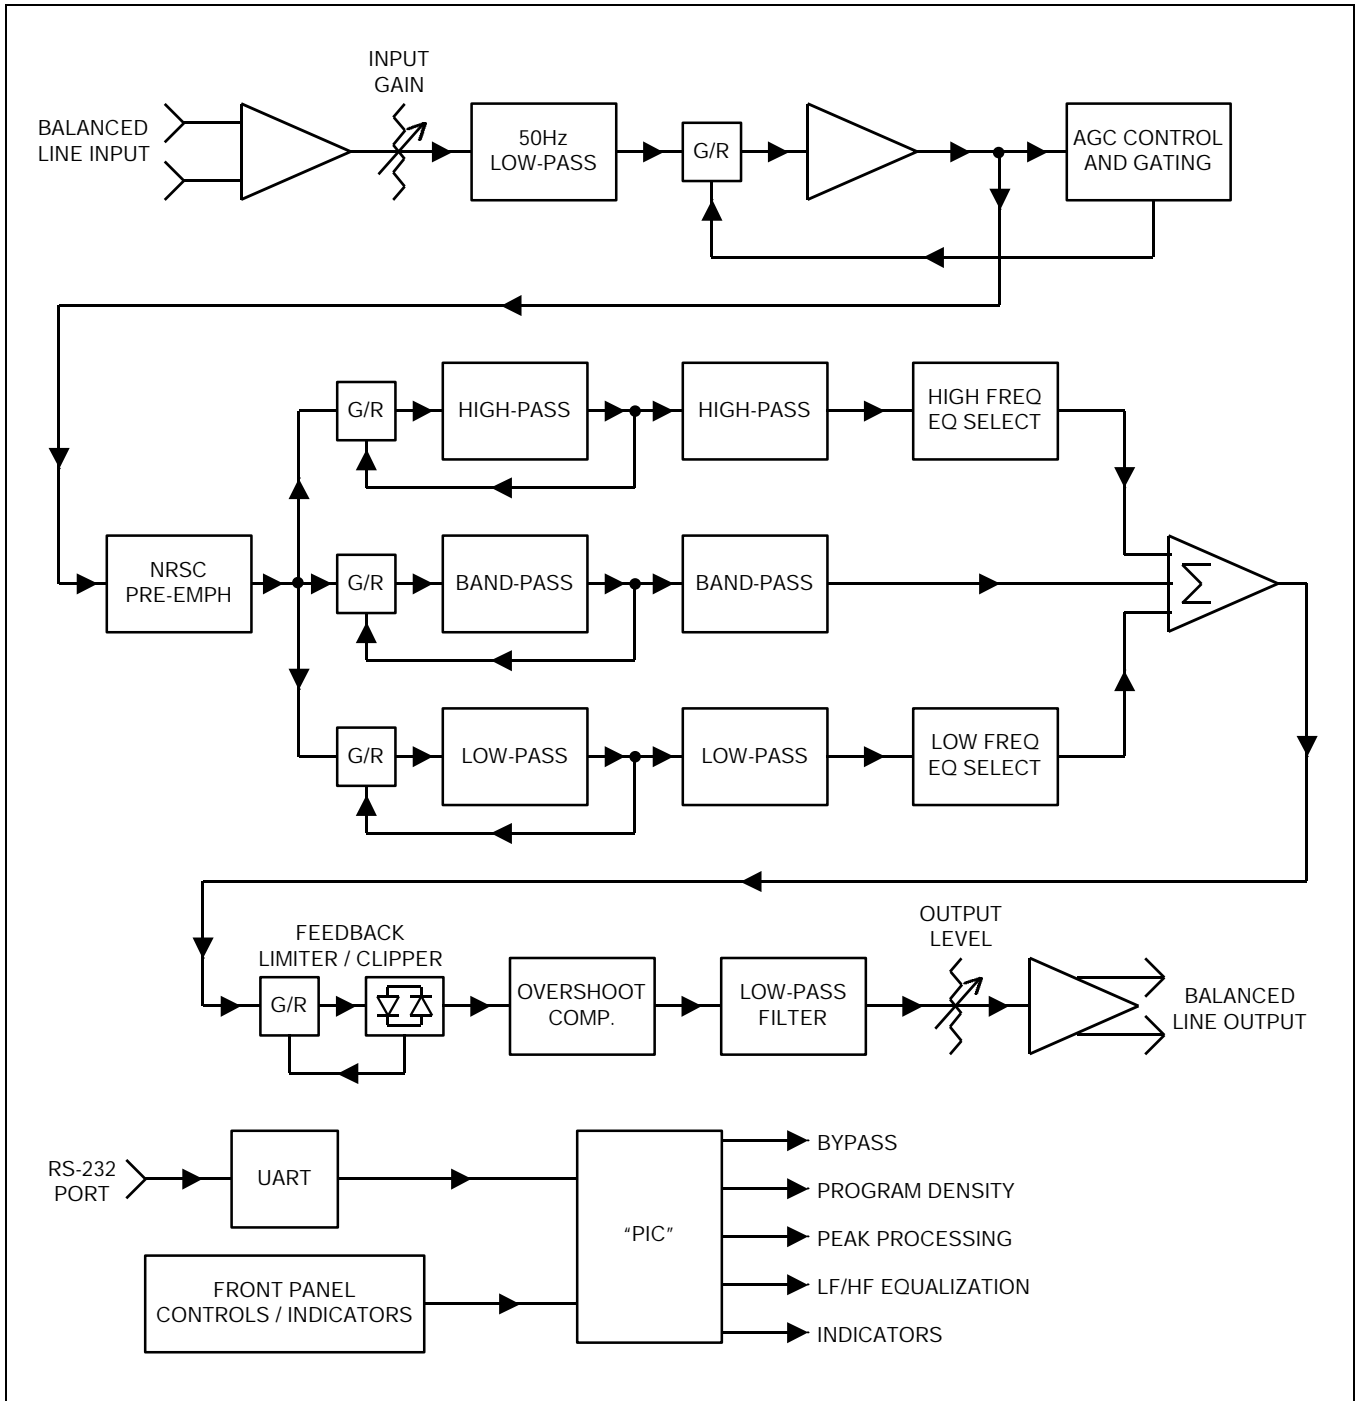 INPUT
GAIN
BALANCED
LINE INPUT
50Hz
LOW-PASS
G/R
AGC CONTROL
AND GATING
G/R
HIGH-PASS
HIGH-PASS
HIGH FREQ
EQ SELECT
NRSC
PRE-EMPH
G/R
BAND-PASS
BAND-PASS
Σ
G/R
LOW-PASS
LOW-PASS
LOW FREQ
EQ SELECT
FEEDBACK
LIMITER / CLIPPER
G/R
OVERSHOOT
COMP.
LOW-PASS
FILTER
OUTPUT
LEVEL
BALANCED
LINE OUTPUT
RS-232
PORT
UART
FRONT PANEL
CONTROLS / INDICATORS
“PIC”
BYPASS
PROGRAM DENSITY
PEAK PROCESSING
LF/HF EQUALIZATION
INDICATORS